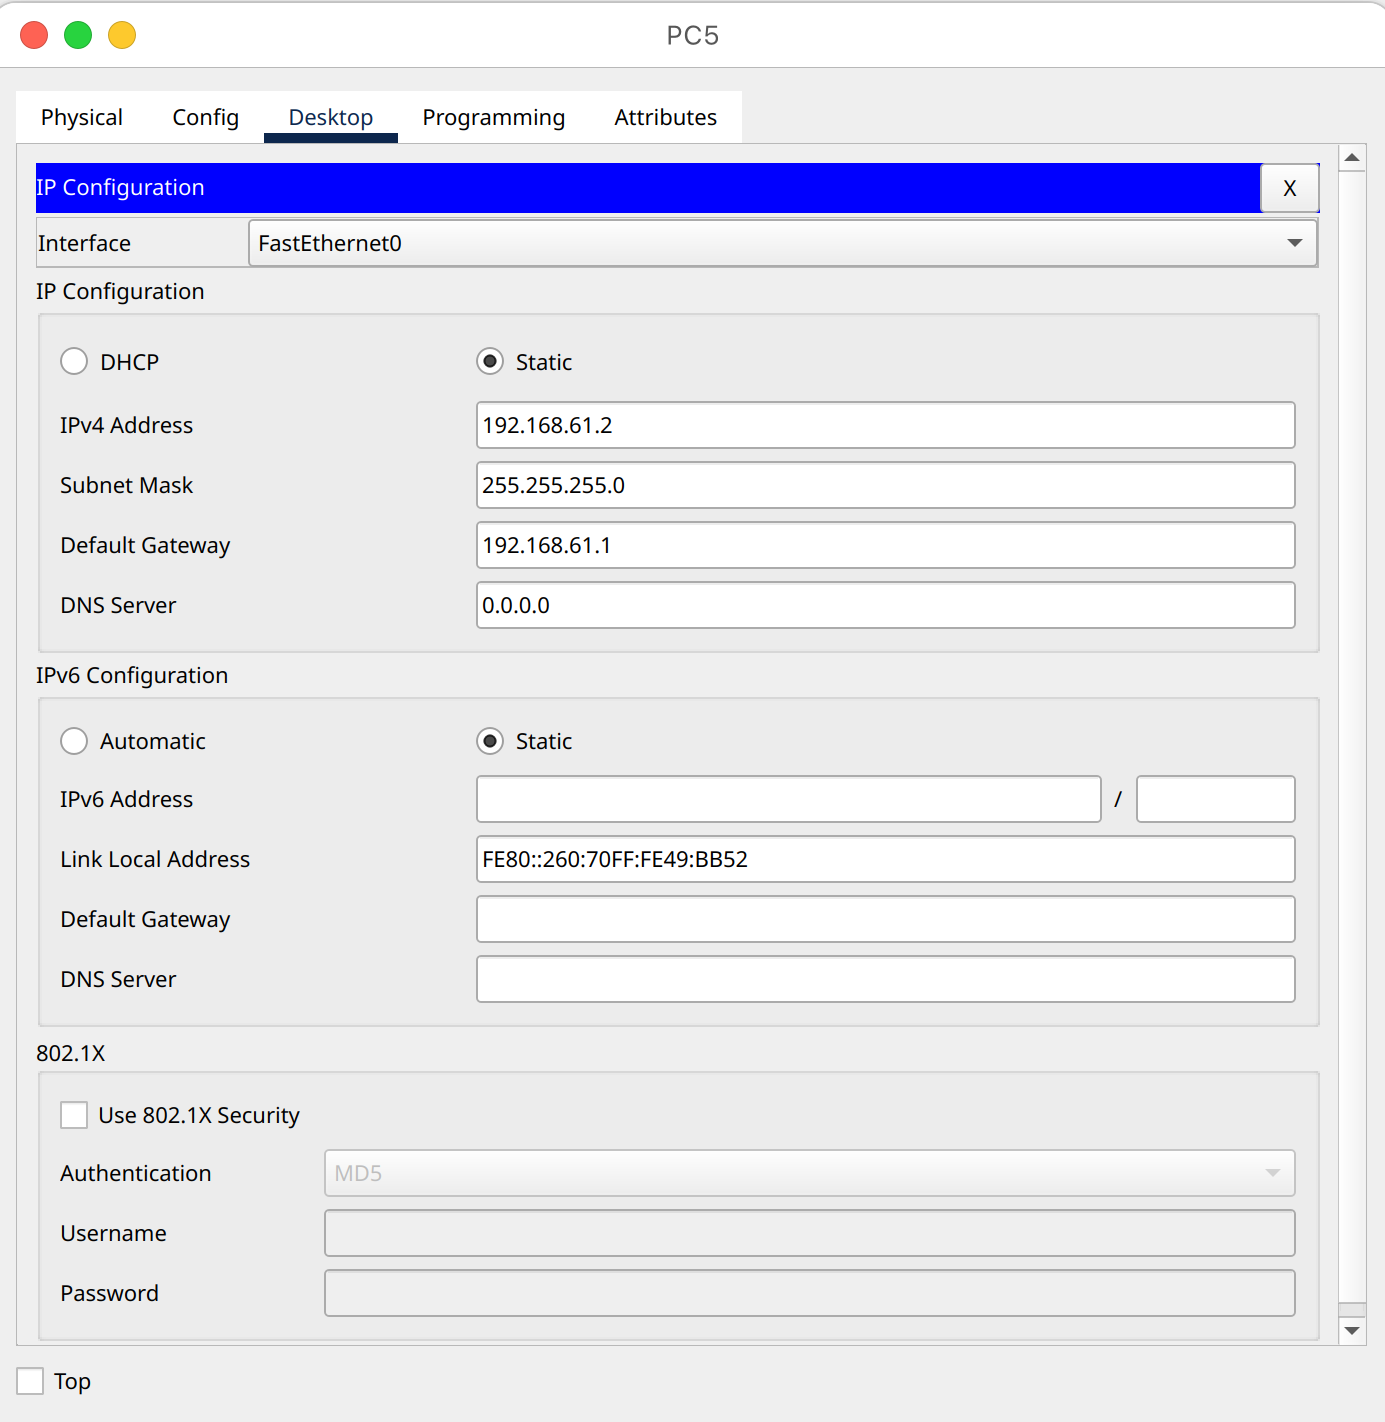 PC5
Physical Config Desktop Programming Attributes
IP Configuration X
Interface FastEthernet0
IP Configuration
DHCP Static
IPv4 Address 192.168.61.2
Subnet Mask 255.255.255.0
Default Gateway 192.168.61.1
DNS Server 0.0.0.0
IPv6 Configuration
Automatic Static
IPv6 Address /
Link Local Address FE80::260:70FF:FE49:BB52
Default Gateway
DNS Server
802.1X
Use 802.1X Security
Authentication MD5
Username
Password
Top